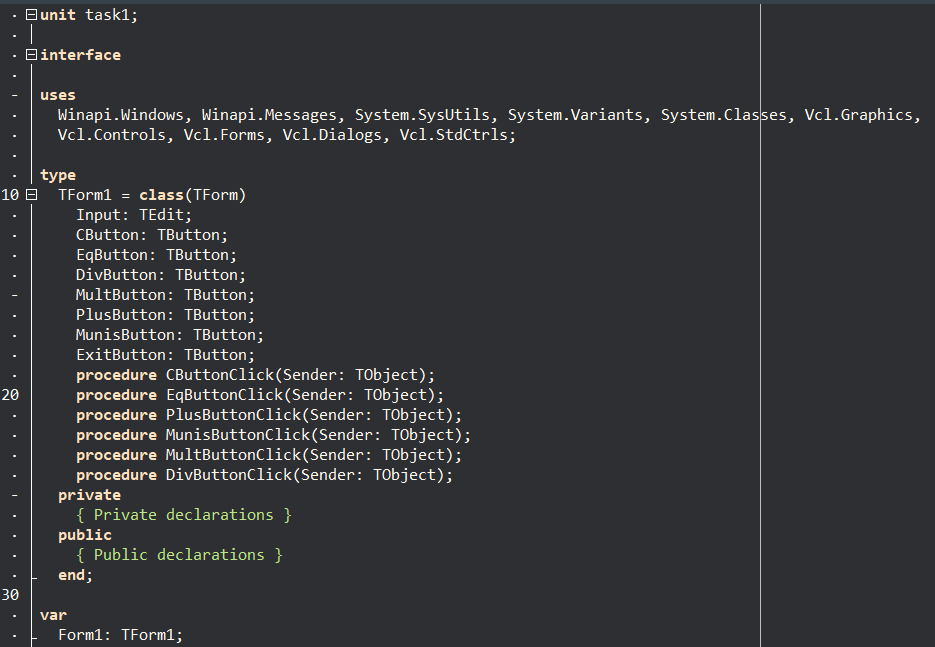 unit task1;
interface
uses
Winapi.Windows, Winapi.Messages, System.SysUtils, System.Variants, System.Classes, Vcl.Graphics,
Vcl.Controls, Vcl.Forms, Vcl.Dialogs, Vcl.StdCtrls;
type
10 TForm1 = class(TForm)
Input: TEdit;
CButton: TButton;
EqButton: TButton;
DivButton: TButton;
MultButton: TButton;
PlusButton: TButton;
MunisButton: TButton;
ExitButton: TButton;
procedure CButtonClick(Sender: TObject);
20 procedure EqButtonClick(Sender: TObject);
procedure PlusButtonClick(Sender: TObject);
procedure MunisButtonClick(Sender: TObject);
procedure MultButtonClick(Sender: TObject);
procedure DivButtonClick(Sender: TObject);
private
{ Private declarations }
public
{ Public declarations }
end;
30
var
Form1: TForm1;